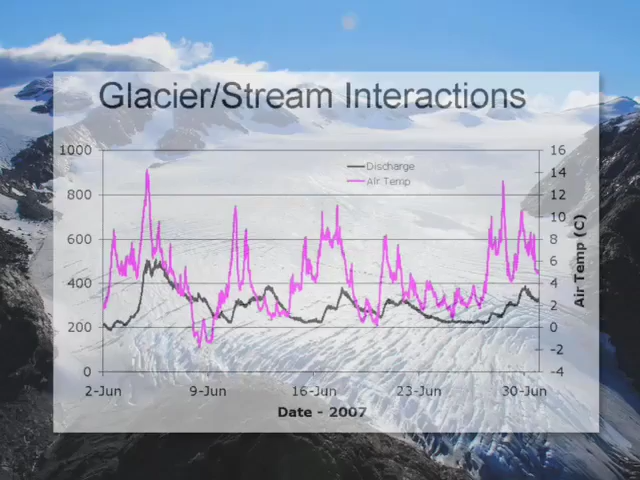 Glacier/Stream Interactions
Discharge
Air Temp
1000
800
600
400
200
0
16
14
12
10
8
6
4
2
0
-2
-4
Air Temp (C)
2-Jun 9-Jun 16-Jun 23-Jun 30-Jun
Date - 2007